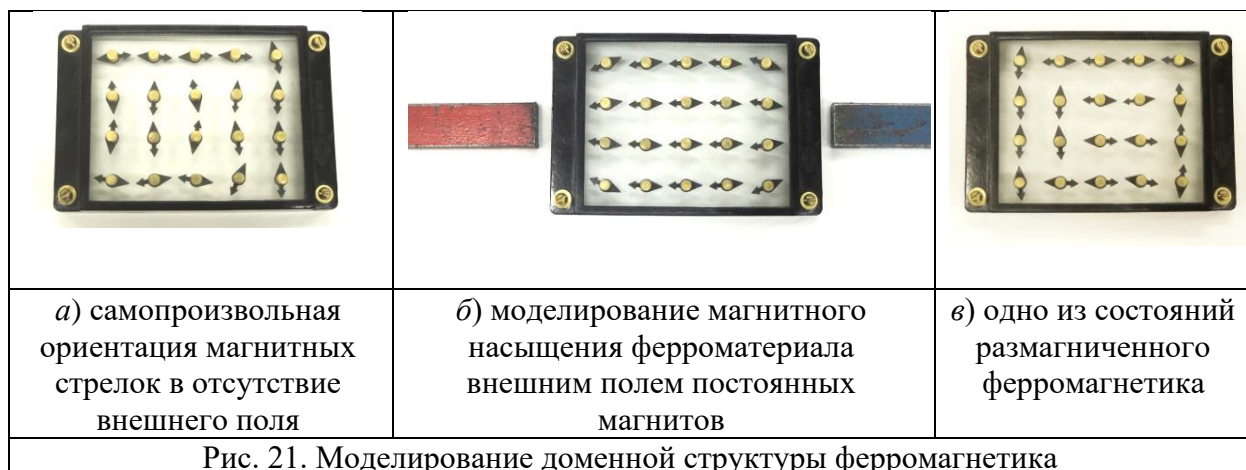 а) самопроизвольная
ориентация магнитных
стрелок в отсутствие
внешнего поля
б) моделирование магнитного
насыщения ферроматериала
внешним полем постоянных
магнитов
в) одно из состояний
размагниченного
ферромагнетика
Рис. 21. Моделирование доменной структуры ферромагнетика